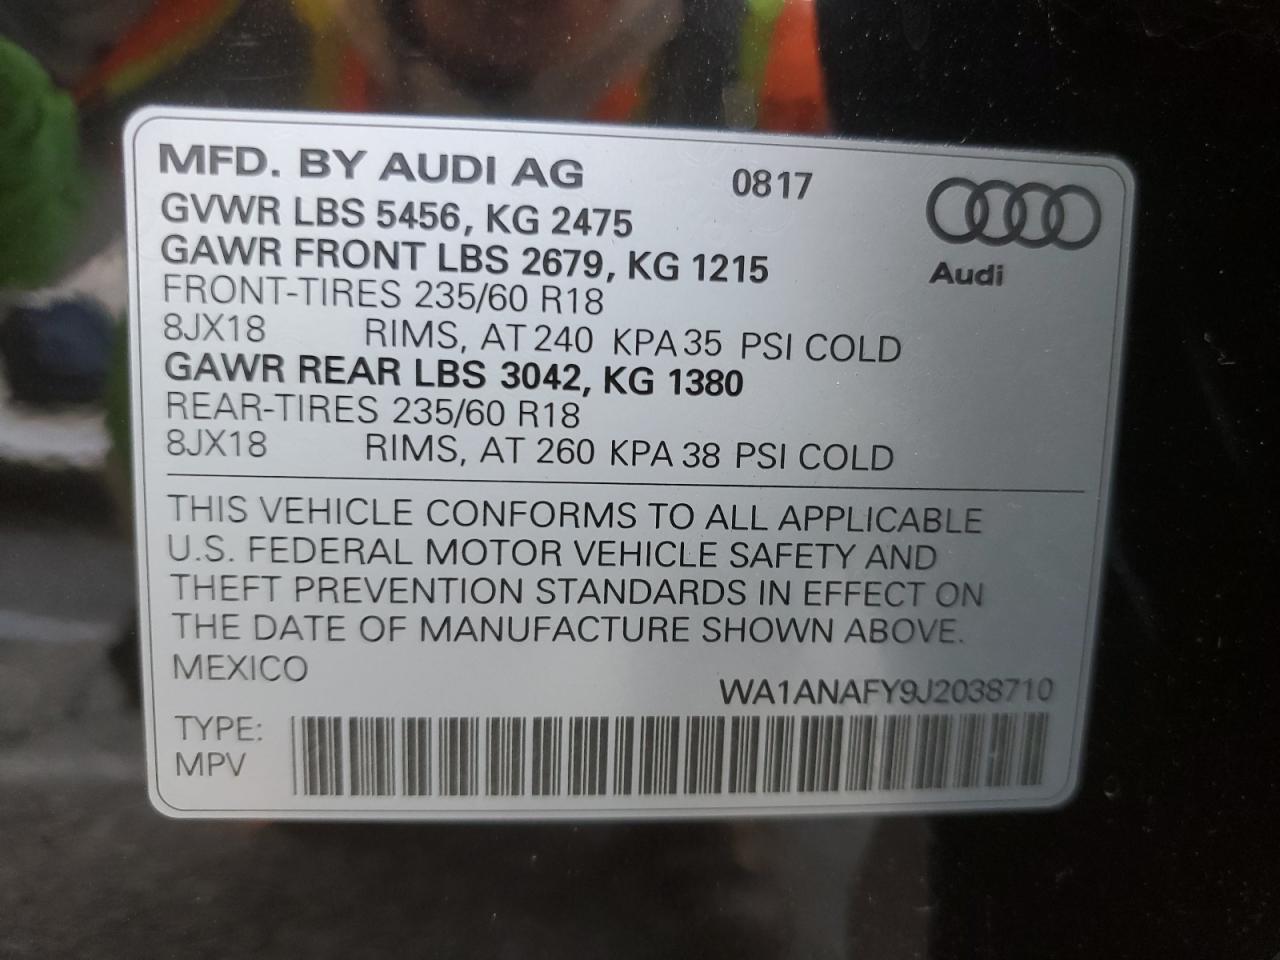 MFD. BY AUDI AG 0817
GVWR LBS 5456, KG 2475
GAWR FRONT LBS 2679, KG 1215
Audi
FRONT-TIRES 235/60 R18
8JX18 RIMS, AT 240 KPA 35 PSI COLD
GAWR REAR LBS 3042, KG 1380
REAR-TIRES 235/60 R18
8JX18 RIMS, AT 260 KPA 38 PSI COLD
THIS VEHICLE CONFORMS TO ALL APPLICABLE
U.S. FEDERAL MOTOR VEHICLE SAFETY AND
THEFT PREVENTION STANDARDS IN EFFECT ON
THE DATE OF MANUFACTURE SHOWN ABOVE.
MEXICO
WA1ANAFY9J2038710
TYPE:
MPV